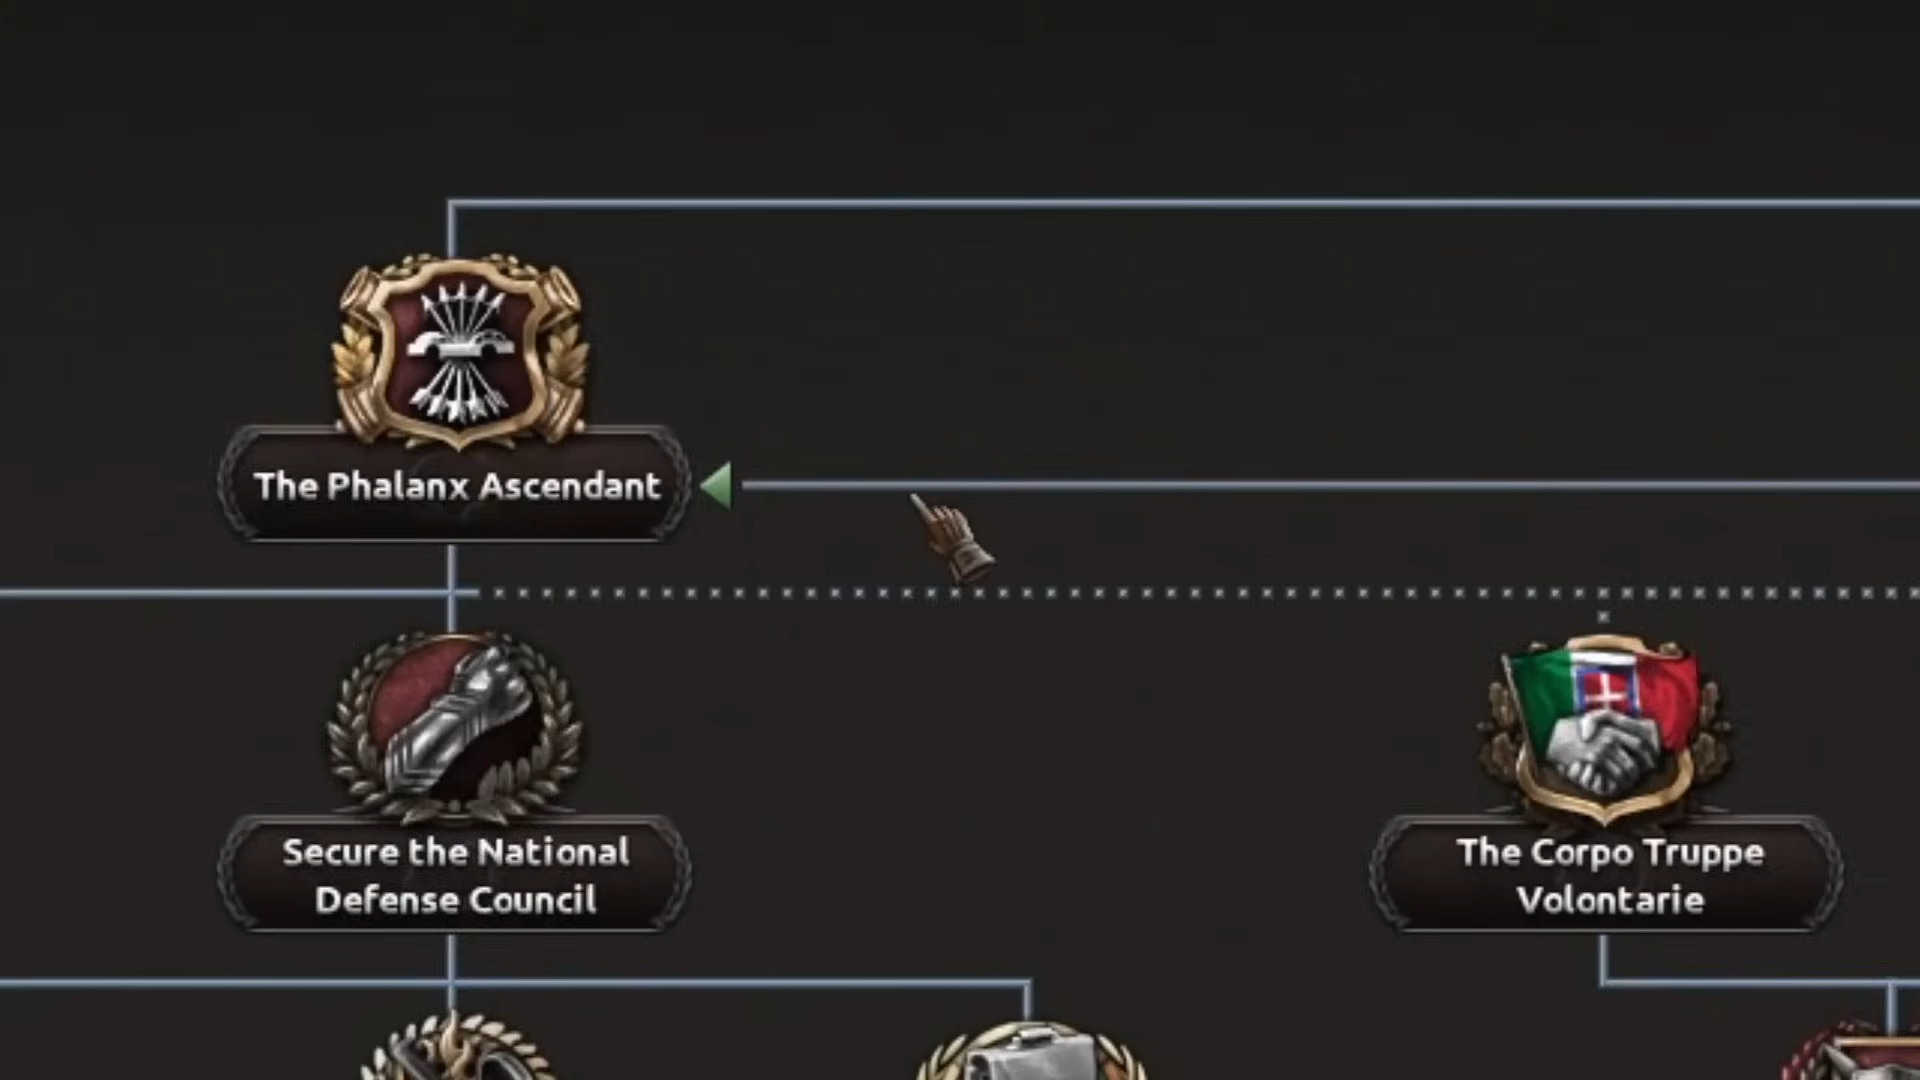 The Phalanx Ascendant
Secure the National
Defense Council
The Corpo Truppe
Volontarie